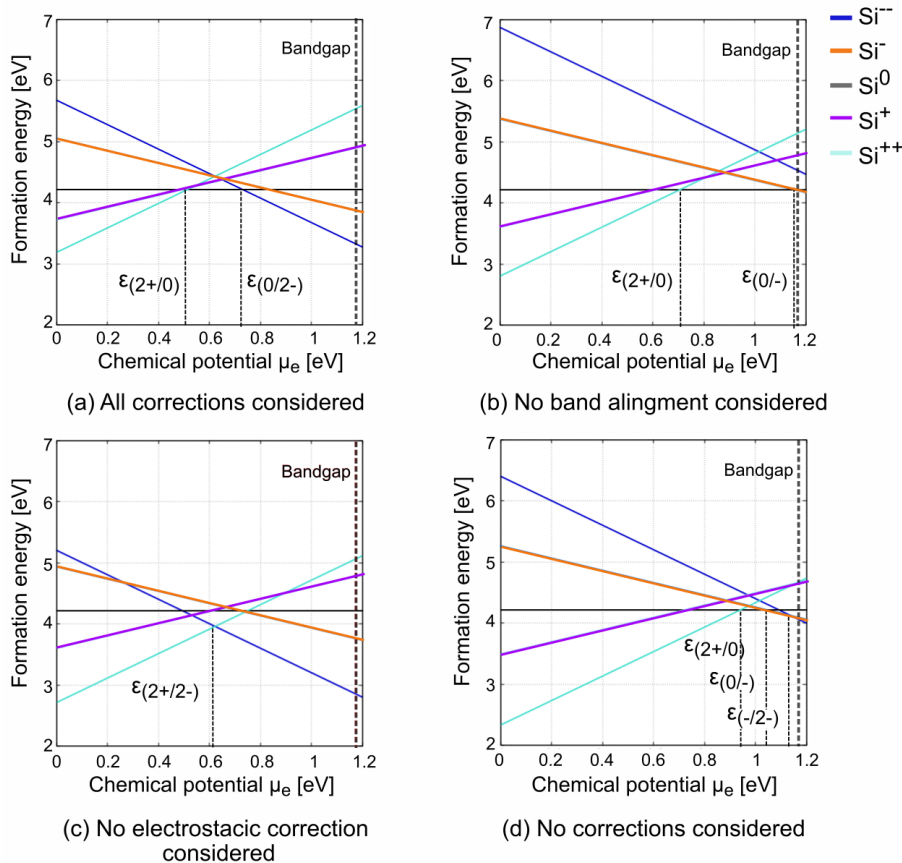 7
6
5
4
3
2
Formation energy [eV]
Bandgap
ε(2+/0)
ε(0/2-)
0
0.2
0.4
0.6
0.8
1
1.2
Chemical potential μe [eV]
(a) All corrections considered
7
6
5
4
3
2
Formation energy [eV]
Bandgap
ε(2+/0)
ε(0/-)
0
0.2
0.4
0.6
0.8
1
1.2
Chemical potential μe [eV]
(b) No band alingment considered
Si--
Si-
Si0
Si+
Si++
7
6
5
4
3
2
Formation energy [eV]
Bandgap
ε(2+/2-)
0
0.2
0.4
0.6
0.8
1
1.2
Chemical potential μe [eV]
(c) No electrostacic correction
considered
7
6
5
4
3
2
Formation energy [eV]
Bandgap
ε(2+/0)
ε(0/-)
ε(-/2-)
0
0.2
0.4
0.6
0.8
1
1.2
Chemical potential μe [eV]
(d) No corrections considered